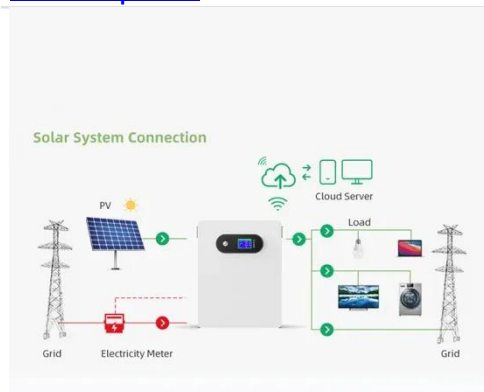 Solar System Connection
Cloud Server
PV
Load
Grid
Electricity Meter
Grid